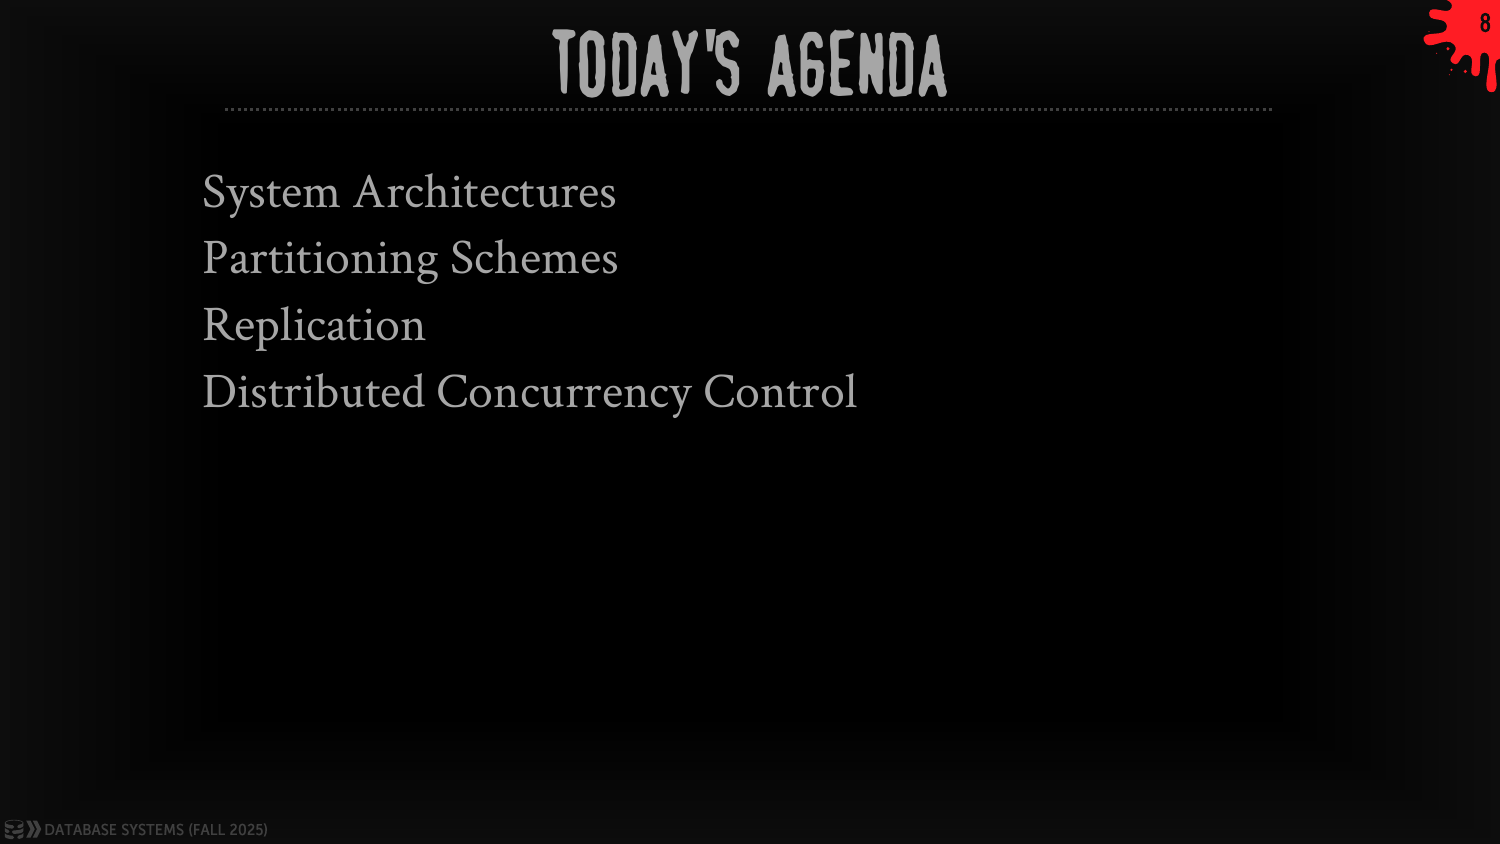 TODAY'S AGENDA
8
System Architectures
Partitioning Schemes
Replication
Distributed Concurrency Control
DATABASE SYSTEMS (FALL 2025)